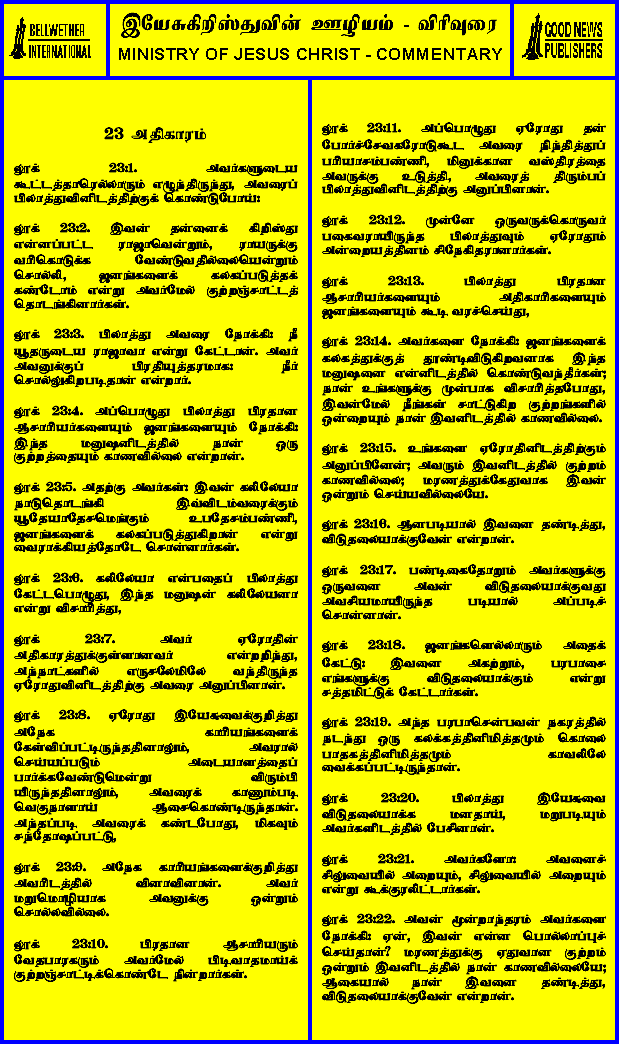 BELLWETHER
INTERNATIONAL
இயேசுகிறிஸ்துவின் ஊழியம் - விரிவுரை
MINISTRY OF JESUS CHRIST - COMMENTARY
GOOD NEWS
PUBLISHERS
23 அதிகாரம்
லூக் 23:1. அவர்களுடைய
கூட்டத்தாரெல்லாரும் எழுந்திருந்து, அவரைப்
பிலாத்துவினிடத்திற்குக் கொண்டுபோய்:
லூக் 23:2. இவன் தன்னைக் கிறிஸ்து
என்னப்பட்ட ராஜாவென்றும், ராயருக்கு
வரிகொடுக்க வேண்டுவதில்லையென்றும்
சொல்லி, ஜனங்களைக் கலகப்படுத்தக்
கண்டோம் என்று அவர்மேல் குற்றஞ்சாட்டத்
தொடங்கினார்கள்.
லூக் 23:3. பிலாத்து அவரை நோக்கி: நீ
யூதருடைய ராஜாவா என்று கேட்டான். அவர்
அவனுக்குப் பிரதியுத்தரமாக: நீர்
சொல்லுகிறபடிதான் என்றார்.
லூக் 23:4. அப்பொழுது பிலாத்து பிரதான
ஆசாரியர்களையும் ஜனங்களையும் நோக்கி:
இந்த மனுஷனிடத்தில் நான் ஒரு
குற்றத்தையும் காணவில்லை என்றான்.
லூக் 23:5. அதற்கு அவர்கள்: இவன் கலிலேயா
நாடுதொடங்கி இவ்விடம்வரைக்கும்
யூதேயாதேசமெங்கும் உபதேசம்பண்ணி,
ஜனங்களைக் கலகப்படுத்துகிறான் என்று
வைராக்கியத்தோடே சொன்னார்கள்.
லூக் 23:6. கலிலேயா என்பதைப் பிலாத்து
கேட்டபொழுது, இந்த மனுஷன் கலிலேயனா
என்று விசாரித்து,
லூக் 23:7. அவர் ஏரோதின்
அதிகாரத்துக்குள்ளானவர் என்றறிந்து,
அந்நாட்களில் எருசலேமிலே வந்திருந்த
ஏரோதுவினிடத்திற்கு அவரை அனுப்பினான்.
லூக் 23:8. ஏரோது இயேசுவைக்குறித்து
அநேக காரியங்களைக்
கேள்விப்பட்டிருந்ததினாலும், அவரால்
செய்யப்படும் அடையாளத்தைப்
பார்க்கவேண்டுமென்று விரும்பி
யிருந்ததினாலும், அவரைக் காணும்படி
வெகுநாளாய் ஆசைகொண்டிருந்தான்.
அந்தப்படி அவரைக் கண்டபோது, மிகவும்
சந்தோஷப்பட்டு,
லூக் 23:9. அநேக காரியங்களைக்குறித்து
அவரிடத்தில் வினாவினான். அவர்
மறுமொழியாக அவனுக்கு ஒன்றும்
சொல்லவில்லை.
லூக் 23:10. பிரதான ஆசாரியரும்
வேதபாரகரும் அவர்மேல் பிடிவாதமாய்க்
குற்றஞ்சாட்டிக்கொண்டே நின்றார்கள்.
லூக் 23:11. அப்பொழுது ஏரோது தன்
போர்ச்சேவகரோடுகூட அவரை நிந்தித்துப்
பரியாசம்பண்ணி, மினுக்கான வஸ்திரத்தை
அவருக்கு உடுத்தி, அவரைத் திரும்பப்
பிலாத்துவினிடத்திற்கு அனுப்பினான்.
லூக் 23:12. முன்னே ஒருவருக்கொருவர்
பகைவராயிருந்த பிலாத்துவும் ஏரோதும்
அன்றையத்தினம் சிநேகிதரானார்கள்.
லூக் 23:13. பிலாத்து பிரதான
ஆசாரியர்களையும் அதிகாரிகளையும்
ஜனங்களையும் கூடிவரச்செய்து,
லூக் 23:14. அவர்களை நோக்கி: ஜனங்களைக்
கலகத்துக்குத் தூண்டிவிடுகிறவனாக இந்த
மனுஷனை என்னிடத்தில் கொண்டுவந்தீர்கள்;
நான் உங்களுக்கு முன்பாக விசாரித்தபோது,
இவன்மேல் நீங்கள் சாட்டுகிற குற்றங்களில்
ஒன்றையும் நான் இவனிடத்தில் காணவில்லை.
லூக் 23:15. உங்களை ஏரோதினிடத்திற்கும்
அனுப்பினேன்; அவரும் இவனிடத்தில் குற்றம்
காணவில்லை; மரணத்துக்கேதுவாக இவன்
ஒன்றும் செய்யவில்லையே.
லூக் 23:16. ஆனபடியால் இவனை தண்டித்து,
விடுதலையாக்குவேன் என்றான்.
லூக் 23:17. பண்டிகைதோறும் அவர்களுக்கு
ஒருவனை அவன் விடுதலையாக்குவது
அவசியமாயிருந்த படியால் அப்படிச்
சொன்னான்.
லூக் 23:18. ஜனங்களெல்லாரும் அதைக்
கேட்டு: இவனை அகற்றும், பரபாசை
எங்களுக்கு விடுதலையாக்கும் என்று
சத்தமிட்டுக் கேட்டார்கள்.
லூக் 23:19. அந்த பரபாசென்பவன் நகரத்தில்
நடந்து ஒரு கலக்கத்தினிமித்தமும் கொலை
பாதகத்தினிமித்தமும் காவலிலே
வைக்கப்பட்டிருந்தான்.
லூக் 23:20. பிலாத்து இயேசுவை
விடுதலையாக்க மனதாய், மறுபடியும்
அவர்களிடத்தில் பேசினான்.
லூக் 23:21. அவர்களோ: அவனைச்
சிலுவையில் அறையும், சிலுவையில் அறையும்
என்று கூக்குரலிட்டார்கள்.
லூக் 23:22. அவன் மூன்றாந்தரம் அவர்களை
நோக்கி: ஏன், இவன் என்ன பொல்லாப்புச்
செய்தான்? மரணத்துக்கு ஏதுவான குற்றம்
ஒன்றும் இவனிடத்தில் நான் காணவில்லையே;
ஆகையால் நான் இவனை தண்டித்து,
விடுதலையாக்குவேன் என்றான்.